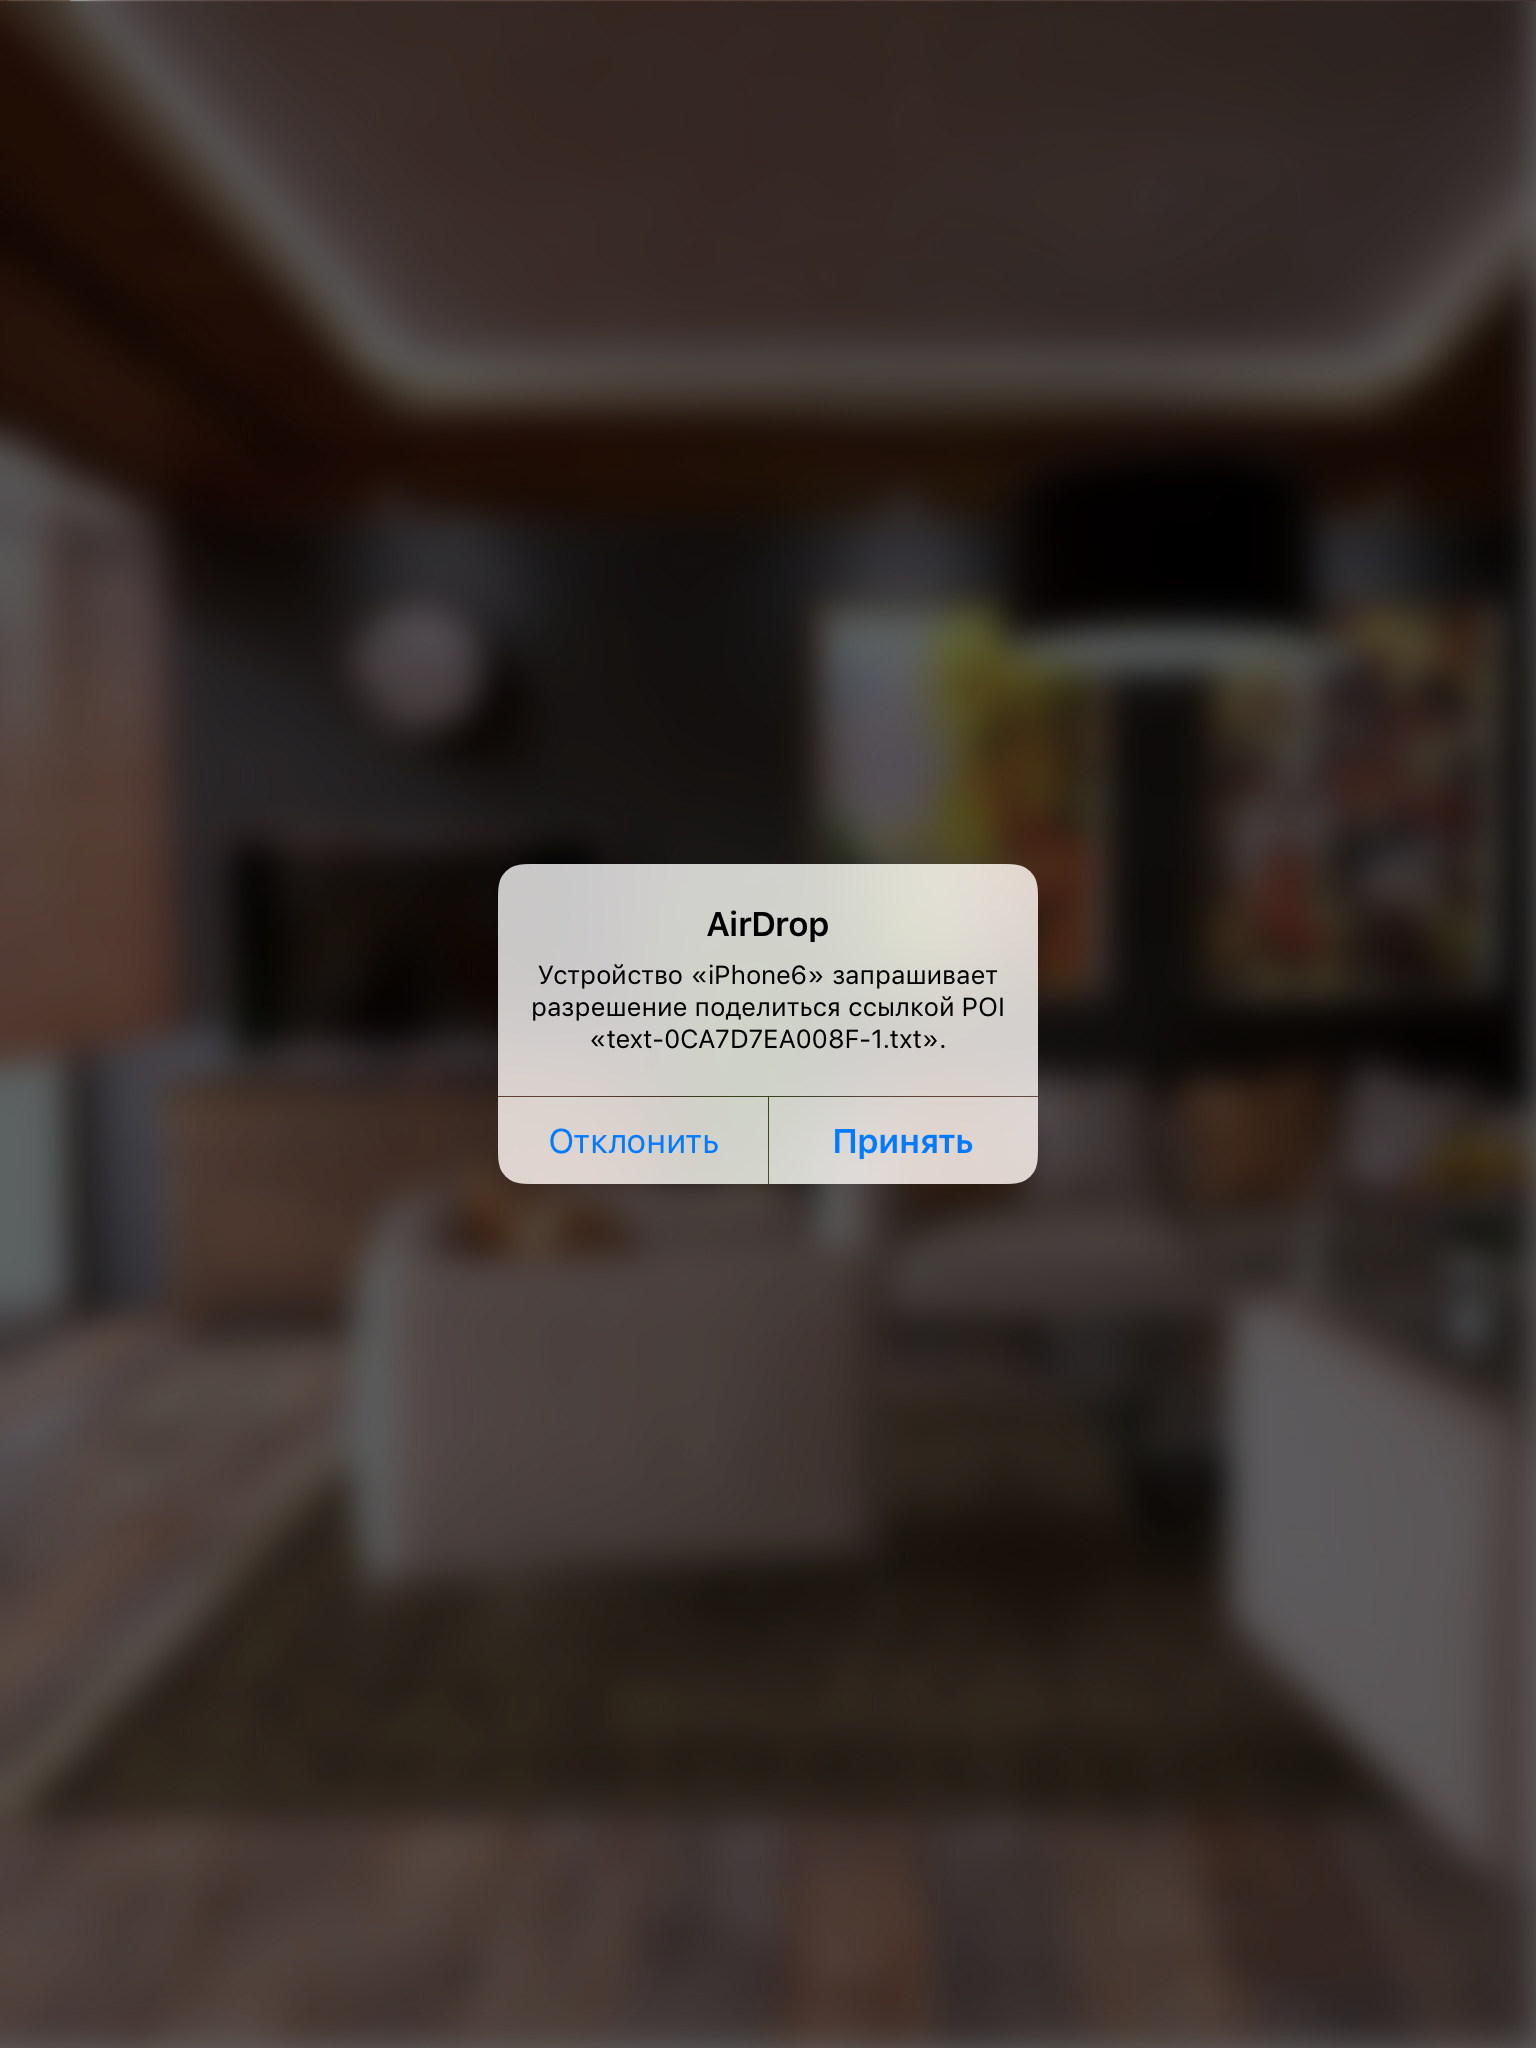 AirDrop
Устройство «iPhone6» запрашивает
разрешение поделиться ссылкой POI
«text-0CA7D7EA008F-1.txt».
Отклонить
Принять